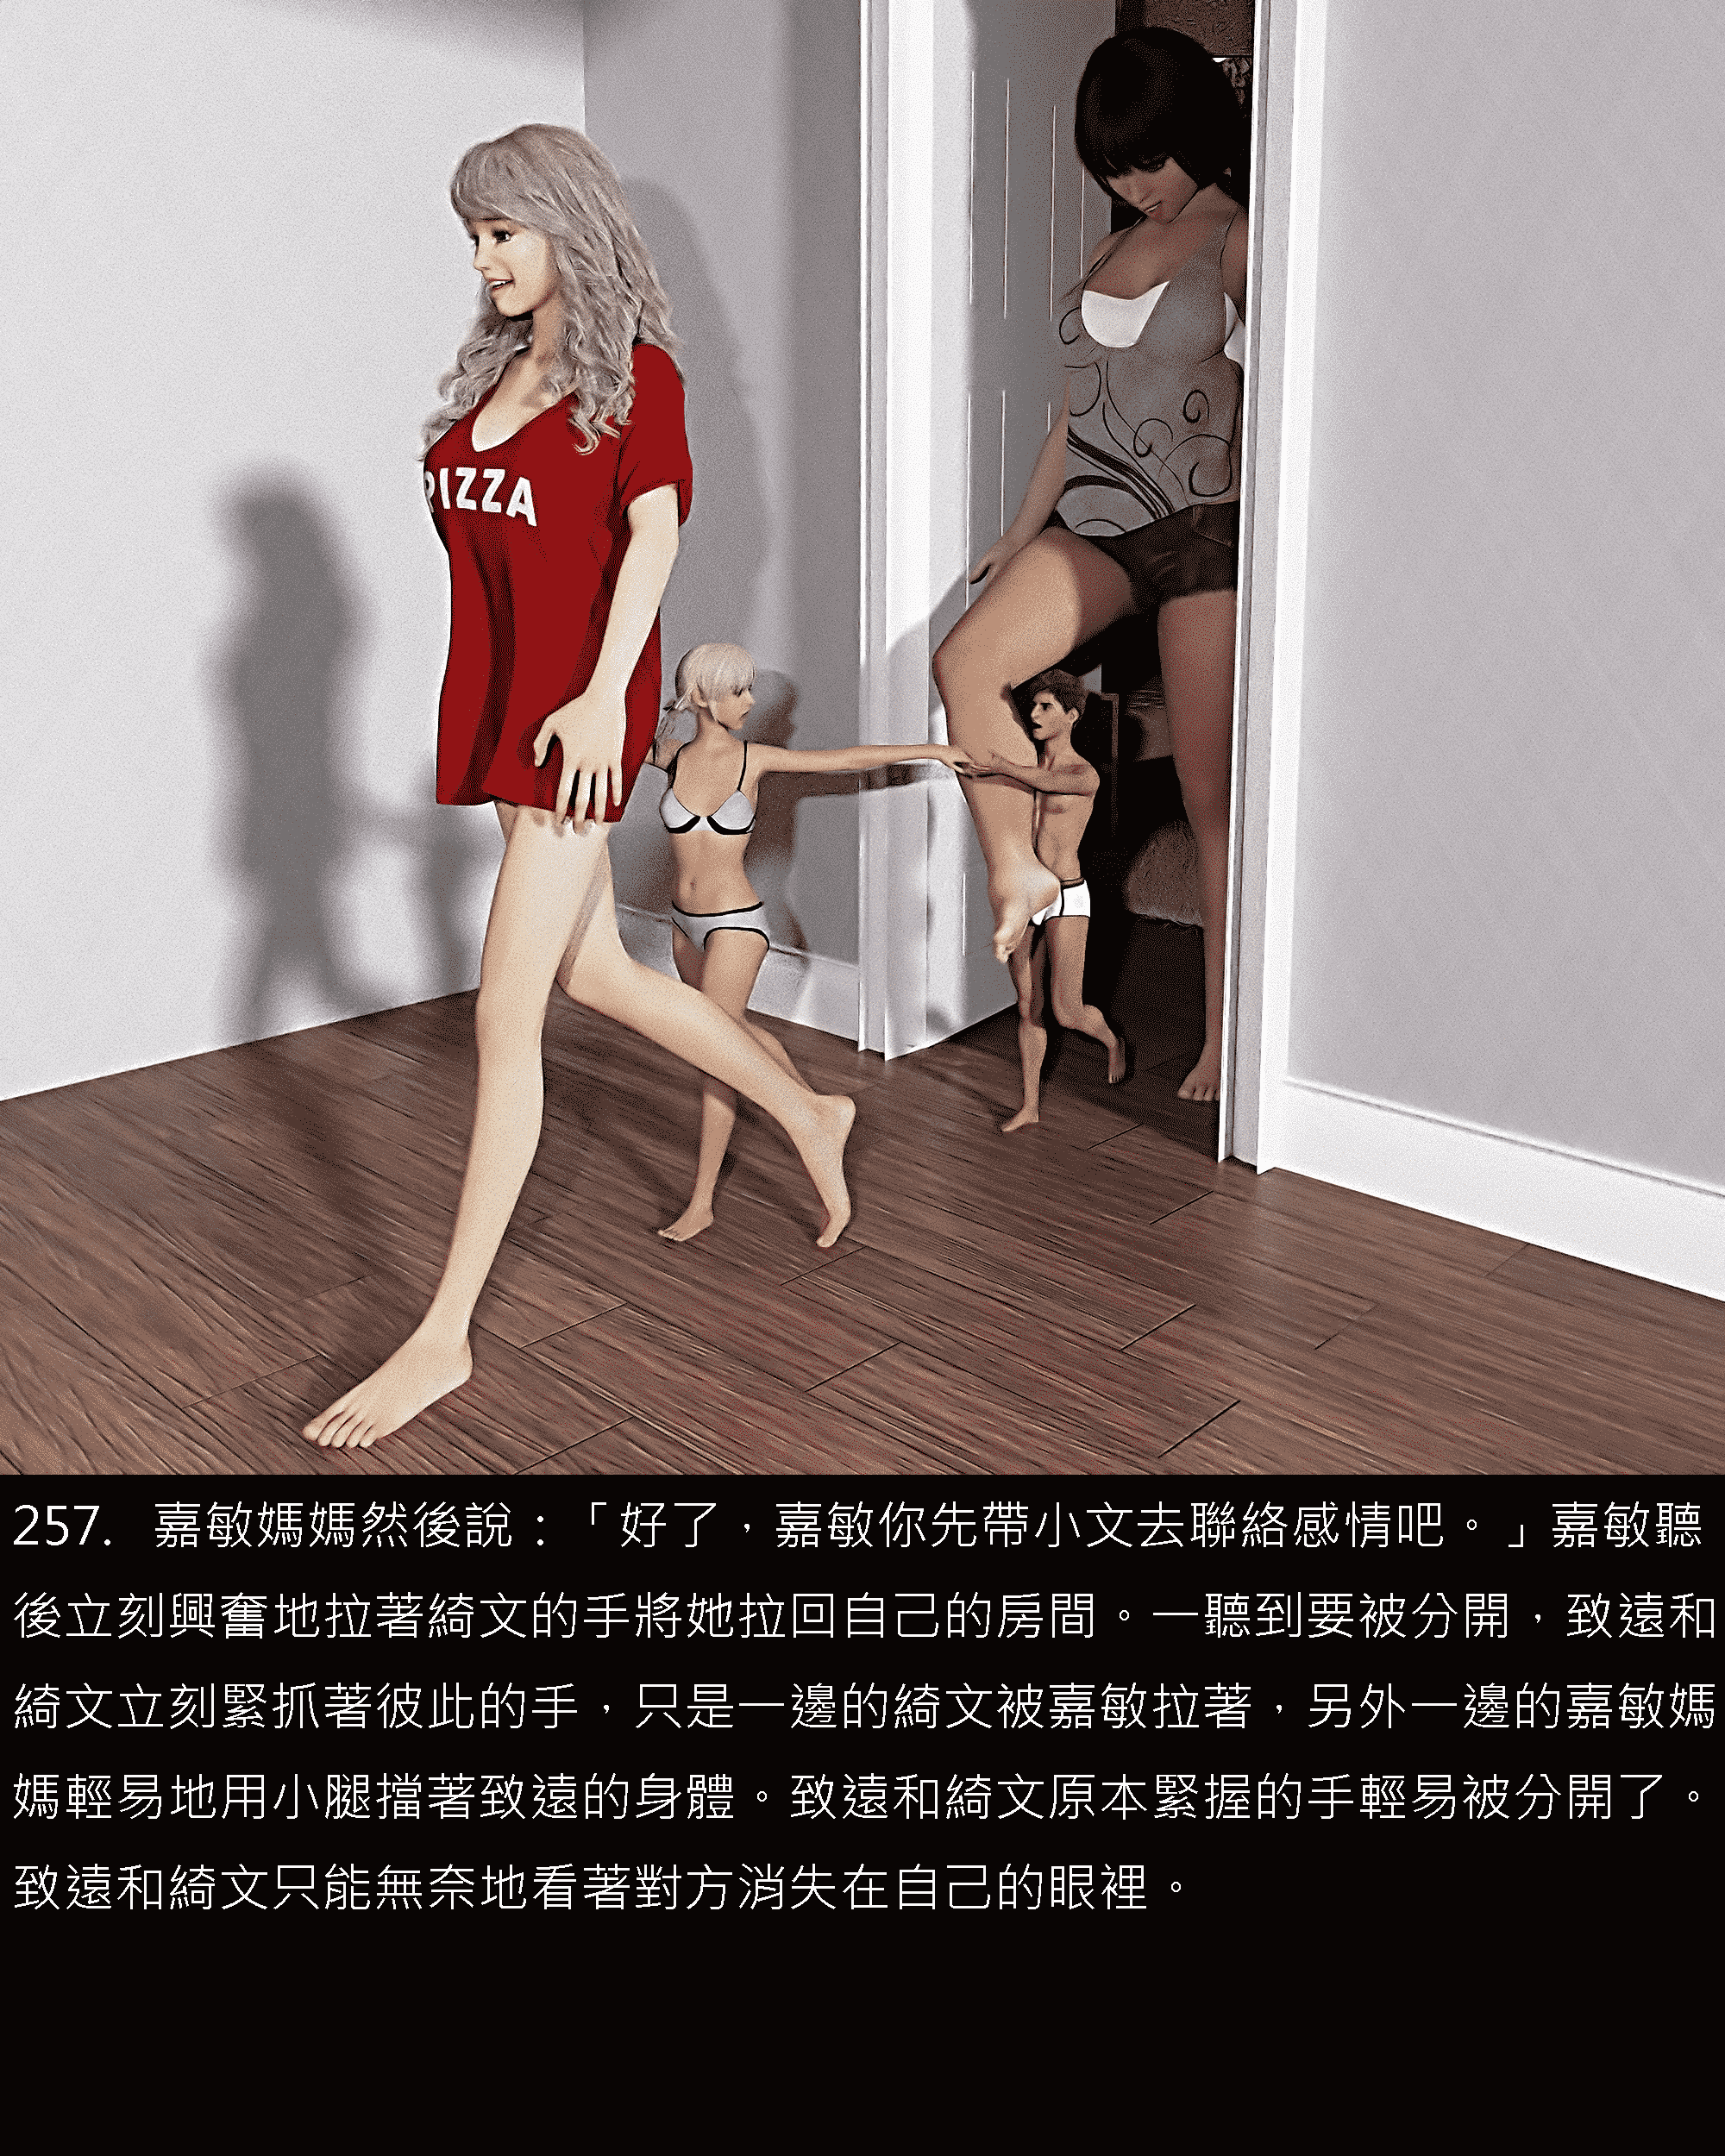 PIZZA
257. 嘉敏媽媽然後說：「好了，嘉敏你先帶小文去聯絡感情吧。」嘉敏聽
後立刻興奮地拉著綺文的手將她拉回自己的房間。一聽到要被分開，致遠和
綺文立刻緊抓著彼此的手，只是一邊的綺文被嘉敏拉著，另外一邊的嘉敏媽
媽輕易地用小腿擋著致遠的身體。致遠和綺文原本緊握的手輕易被分開了。
致遠和綺文只能無奈地看著對方消失在自己的眼裡。